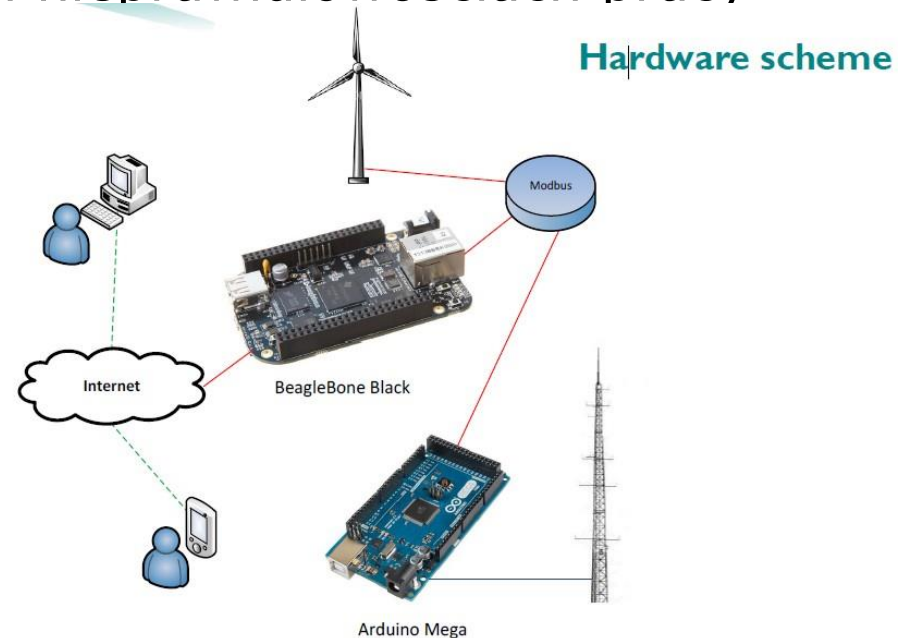 Hardware scheme
Modbus
Internet
BeagleBone Black
Arduino Mega